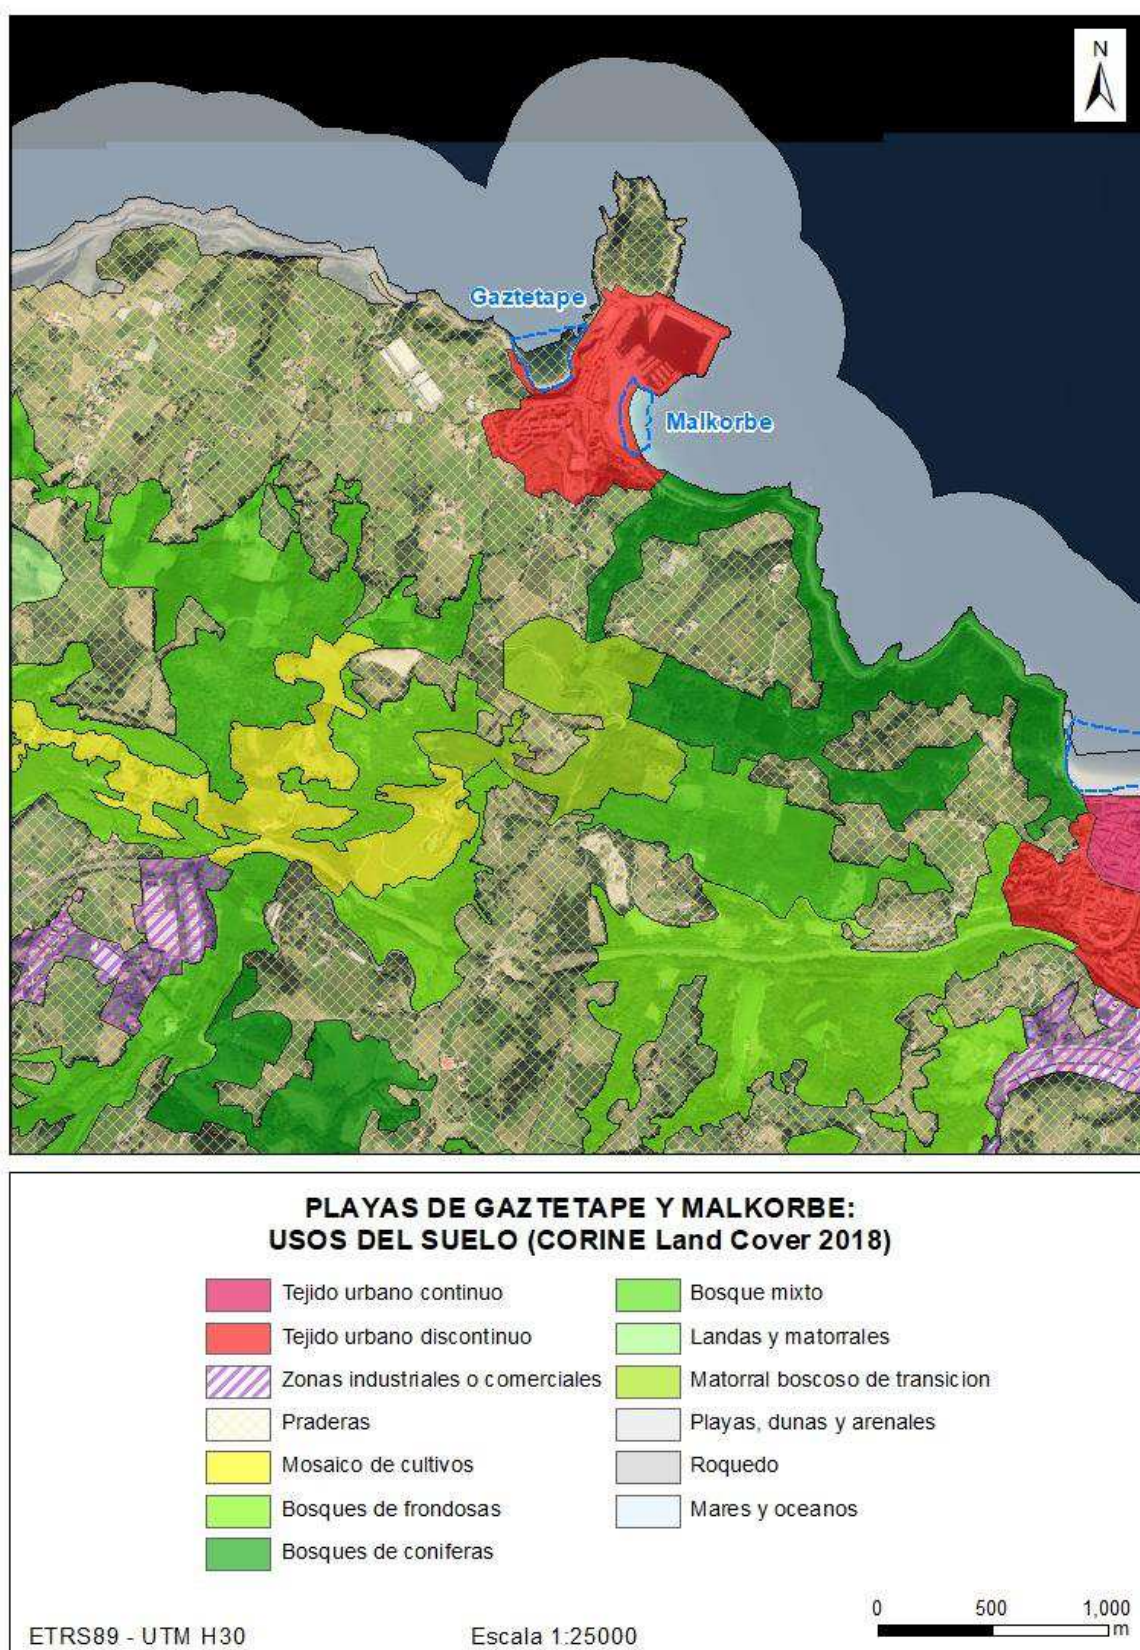 N
Gaztetape
Malkorbe
PLAYAS DE GAZTETAPE Y MALKORBE:
USOS DEL SUELO (CORINE Land Cover 2018)
Tejido urbano continuo
Tejido urbano discontinuo
Zonas industriales o comerciales
Praderas
Mosaico de cultivos
Bosques de frondosas
Bosques de coniferas
Bosque mixto
Landas y matorrales
Matorral boscoso de transicion
Playas, dunas y arenales
Roquedo
Mares y oceanos
ETRS89 - UTM H30
Escala 1:25000
0 500 1,000
m